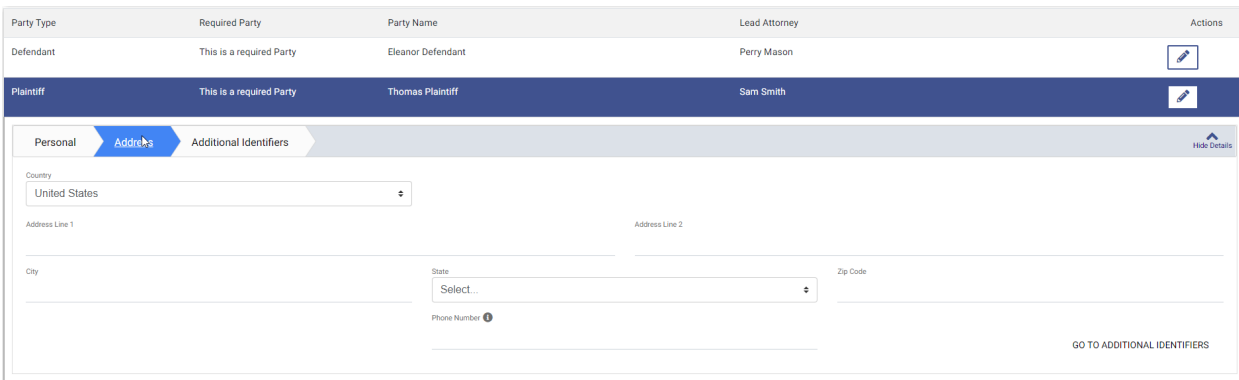 Party Type Required Party Party Name Lead Attorney Actions
Defendant This is a required Party Eleanor Defendant Perry Mason
Plaintiff This is a required Party Thomas Plaintiff Sam Smith
Personal Address Additional Identifiers
Hide Details
Country
United States
Address Line 1 Address Line 2
City State Zip Code
Select...
Phone Number
GO TO ADDITIONAL IDENTIFIERS